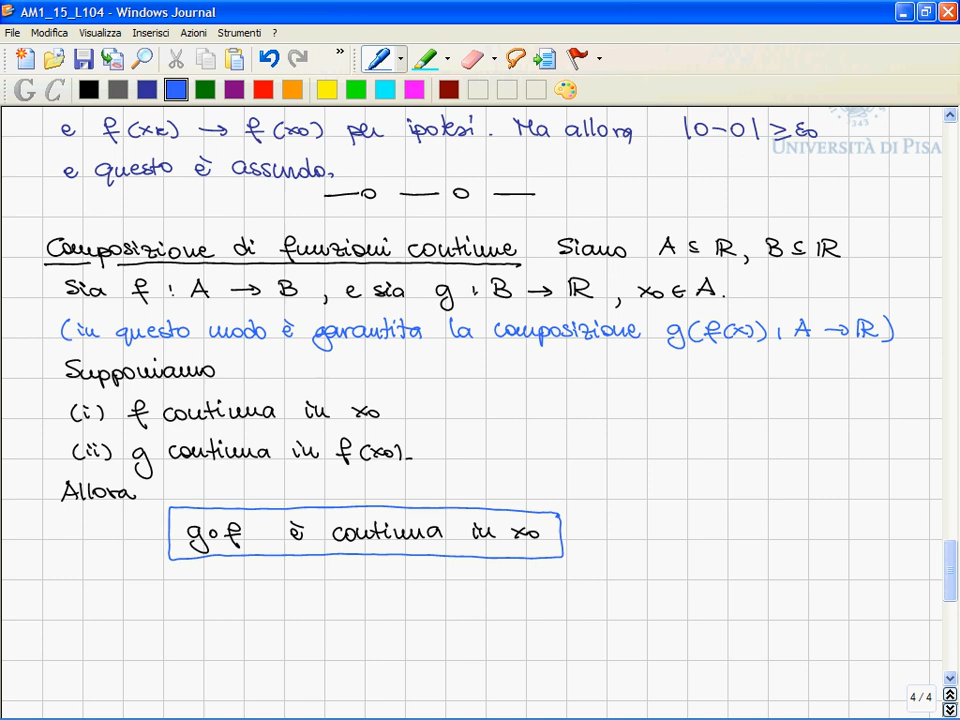 AM1_15_L104 - Windows Journal
File Modifica Visualizza Inserisci Azioni Strumenti ?
»
G C
e f(xₖ) → f(x₀) per ipotesi. Ma allora |0-0| ≥ ε₀
UNIVERSITÀ DI PISA
e questo è assurdo.
Composizione di funzioni continue Siano A ⊆ ℝ, B ⊆ ℝ
Sia f : A → B, e sia g : B → ℝ, x₀ ∈ A.
(in questo modo è garantita la composizione g(f(x)) : A → ℝ)
Supponiamo
(i) f continua in x₀
(ii) g continua in f(x₀).
Allora
g∘f è continua in x₀
4 / 4